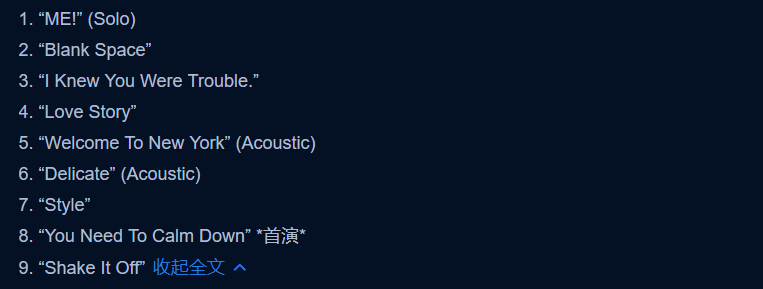 1. “ME!” (Solo)
2. “Blank Space”
3. “I Knew You Were Trouble.”
4. “Love Story”
5. “Welcome To New York” (Acoustic)
6. “Delicate” (Acoustic)
7. “Style”
8. “You Need To Calm Down” *首演*
9. “Shake It Off” 收起全文